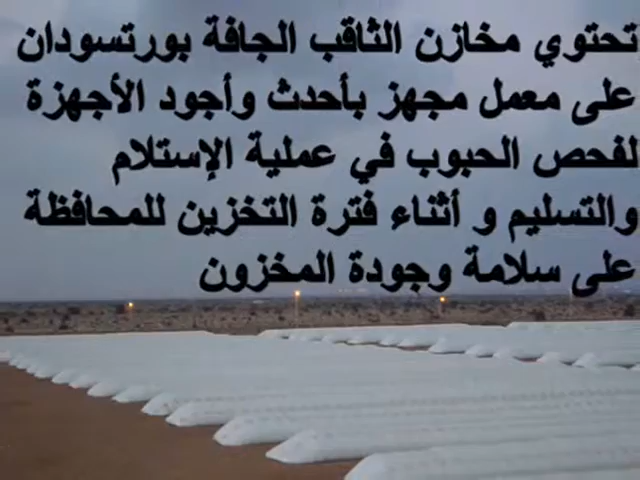 تحتوي مخازن الثاقب الجافة بورتسودان
على معمل مجهز بأحدث وأجود الأجهزة
لفحص الحبوب في عملية الإستلام
والتسليم و أثناء فترة التخزين للمحافظة
على سلامة وجودة المخزون